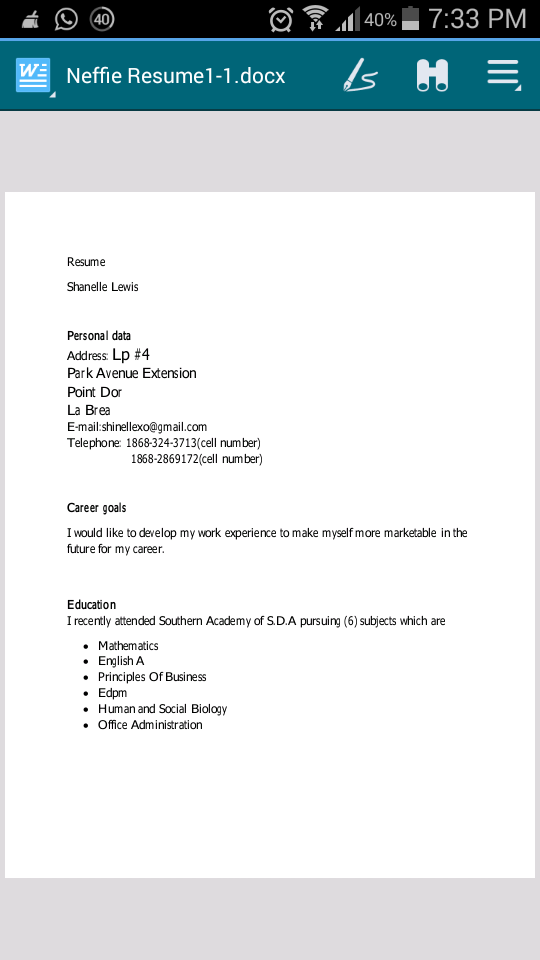 40
40%
7:33 PM
W
Neffie Resume1-1.docx
Resume
Shanelle Lewis
Personal data
Address: Lp #4
Park Avenue Extension
Point Dor
La Brea
E-mail:shinellexo@gmail.com
Telephone: 1868-324-3713(cell number)
1868-2869172(cell number)
Career goals
I would like to develop my work experience to make myself more marketable in the
future for my career.
Education
I recently attended Southern Academy of S.D.A pursuing (6) subjects which are
• Mathematics
• English A
• Principles Of Business
• Edpm
• Human and Social Biology
• Office Administration